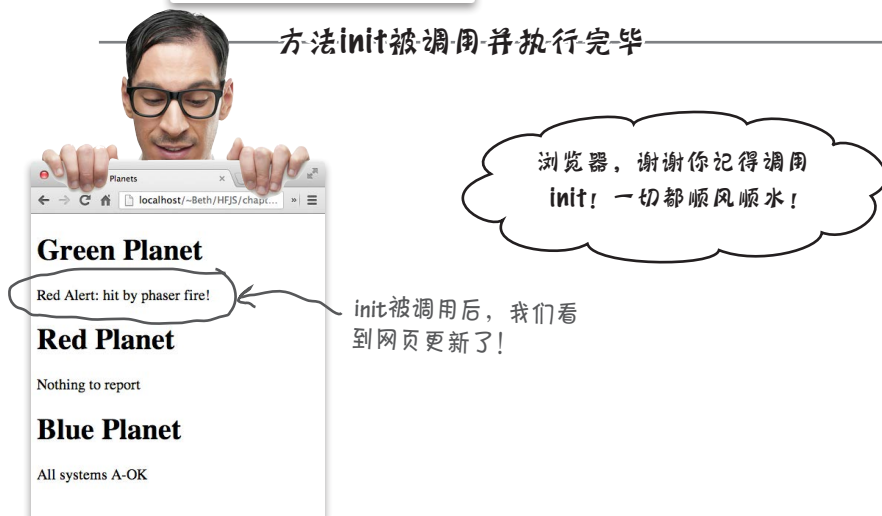 方法init被调用并执行完毕
浏览器，谢谢你记得调用
init！一切都顺风顺水！
Planets
localhost/~Beth/HFJS/chapt...
Green Planet
Red Alert: hit by phaser fire!
init被调用后，我们看
到网页更新了！
Red Planet
Nothing to report
Blue Planet
All systems A-OK